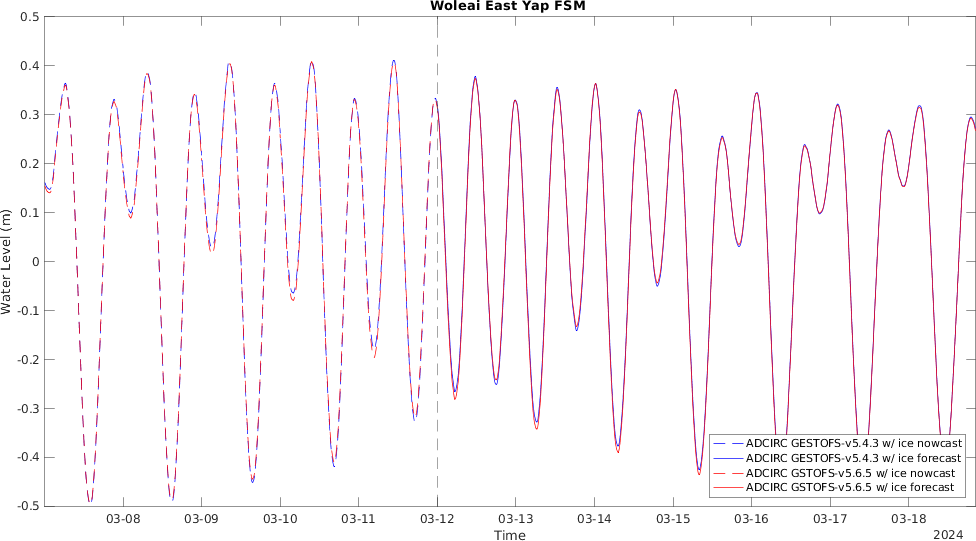 Woleai East Yap FSM
0.5
0.4
0.3
0.2
0.1
0
-0.1
-0.2
-0.3
-0.4
-0.5
Water Level (m)
ADCIRC GESTOFS-v5.4.3 w/ ice nowcast
ADCIRC GESTOFS-v5.4.3 w/ ice forecast
ADCIRC GSTOFS-v5.6.5 w/ ice nowcast
ADCIRC GSTOFS-v5.6.5 w/ ice forecast
03-08 03-09 03-10 03-11 03-12 03-13 03-14 03-15 03-16 03-17 03-18
Time
2024